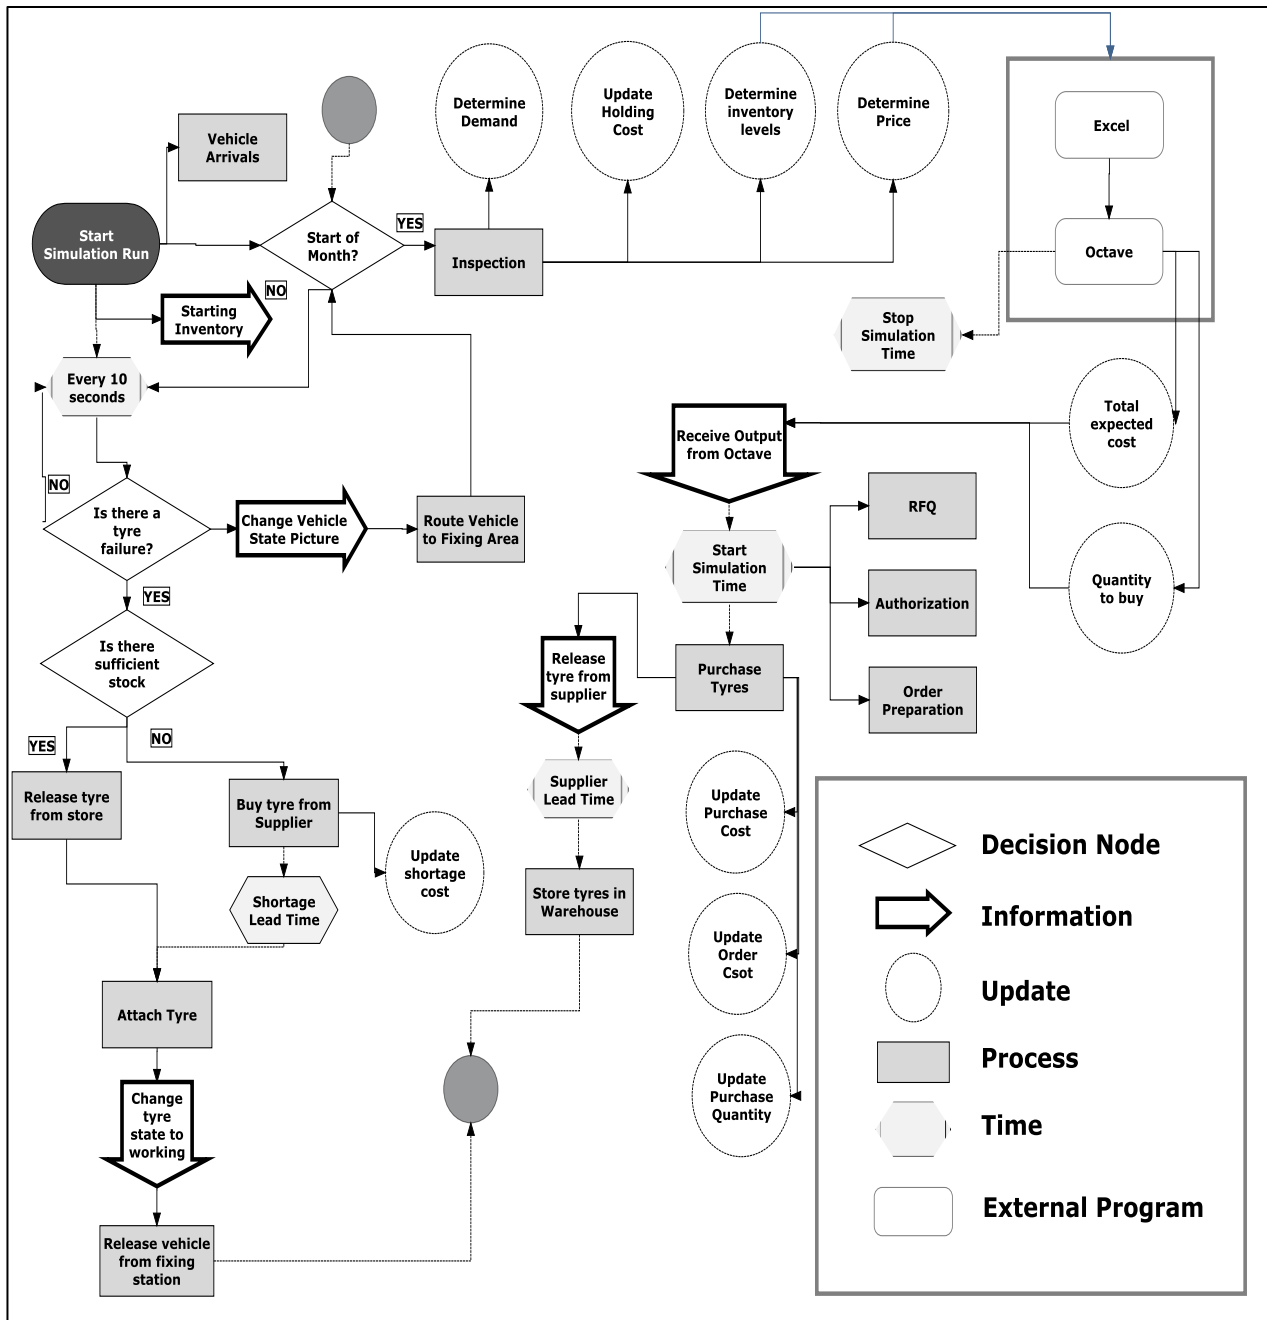 Vehicle
Arrivals
Start
Simulation Run
Start of
Month?
YES
NO
Inspection
Determine
Demand
Update
Holding
Cost
Determine
inventory
levels
Determine
Price
Excel
Octave
Stop
Simulation
Time
Starting
Inventory
Every 10
seconds
NO
Is there a
tyre
failure?
Change Vehicle
State Picture
Route Vehicle
to Fixing Area
YES
Is there
sufficient
stock
YES
NO
Release tyre
from store
Buy tyre from
Supplier
Update
shortage
cost
Shortage
Lead Time
Attach Tyre
Change
tyre
state to
working
Release vehicle
from fixing
station
Total
expected
cost
Quantity
to buy
Receive Output
from Octave
Start
Simulation
Time
RFQ
Authorization
Order
Preparation
Purchase
Tyres
Release
tyre from
supplier
Supplier
Lead Time
Store tyres in
Warehouse
Update
Purchase
Cost
Update
Order
Csot
Update
Purchase
Quantity
Decision Node
Information
Update
Process
Time
External Program